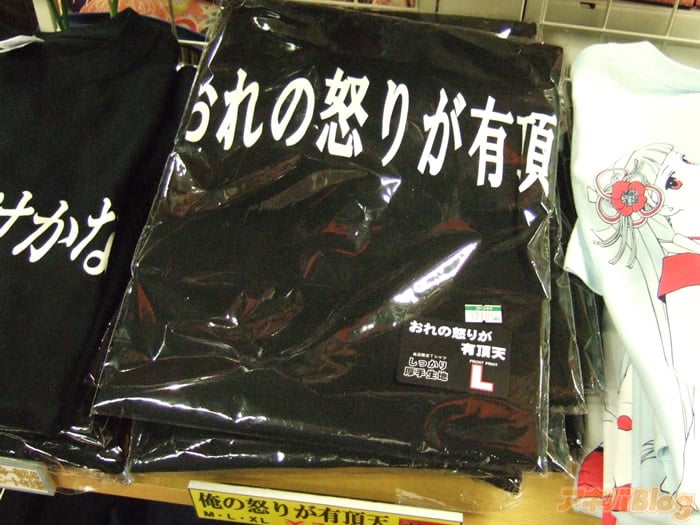 おれの怒りが有頂
けかな
おれの怒りが
有頂天
しっかり
厚手生地
FRONT PRINT
L
俺の怒りが有頂天
M・L・XL
アキバBlog